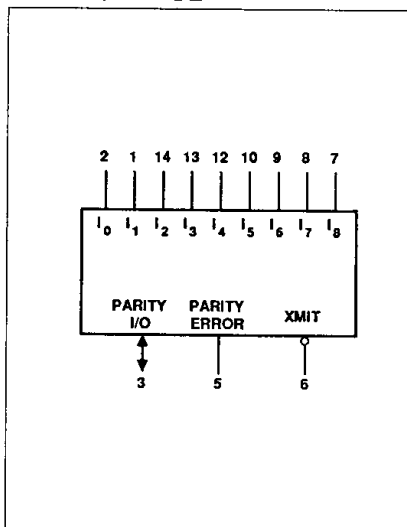 2 1 14 13 12 10 9 8 7
I0 I1 I2 I3 I4 I5 I6 I7 I8
PARITY I/O PARITY ERROR XMIT
3 5 6